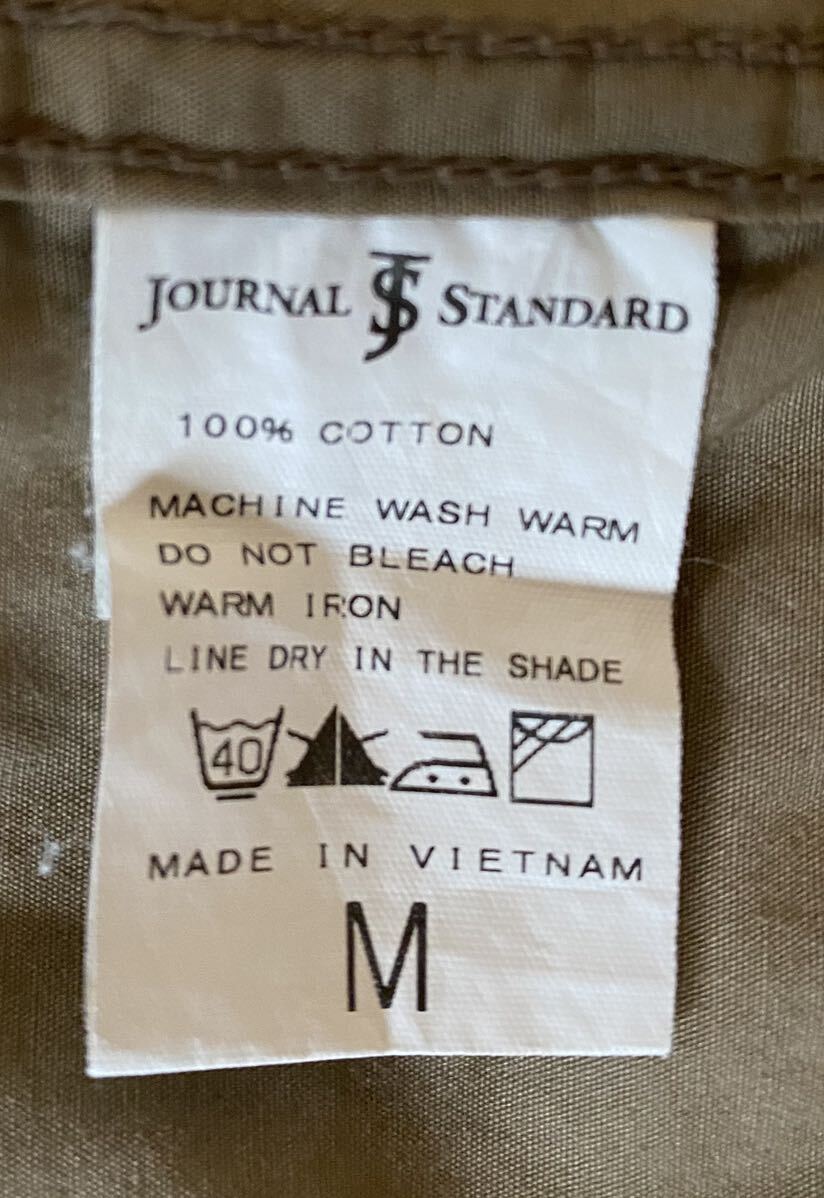 JOURNAL JS STANDARD
100% COTTON
MACHINE WASH WARM
DO NOT BLEACH
WARM IRON
LINE DRY IN THE SHADE
40
MADE IN VIETNAM
M